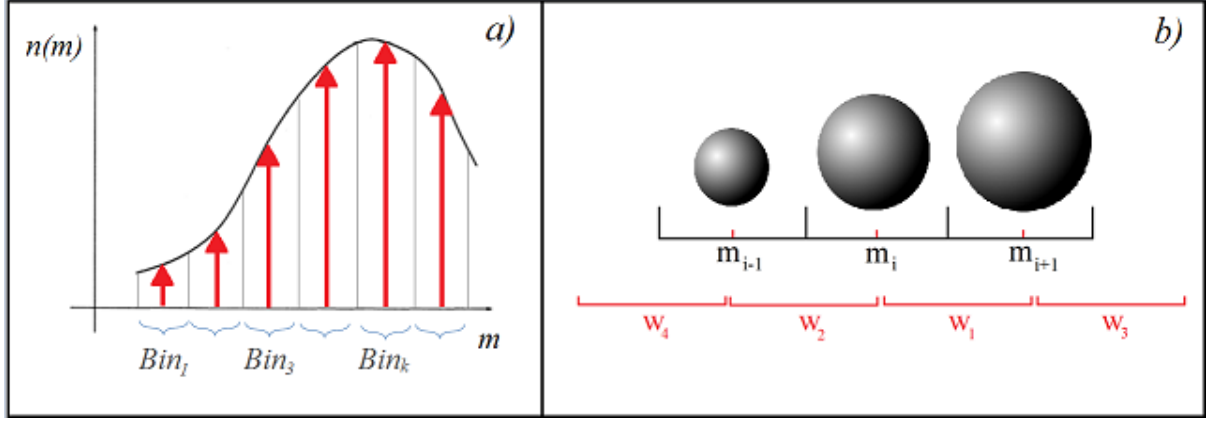 a)
n(m)
m
Bin₁ Bin₃ Binₖ
b)
mᵢ₋₁ mᵢ mᵢ₊₁
w₄ w₂ w₁ w₃